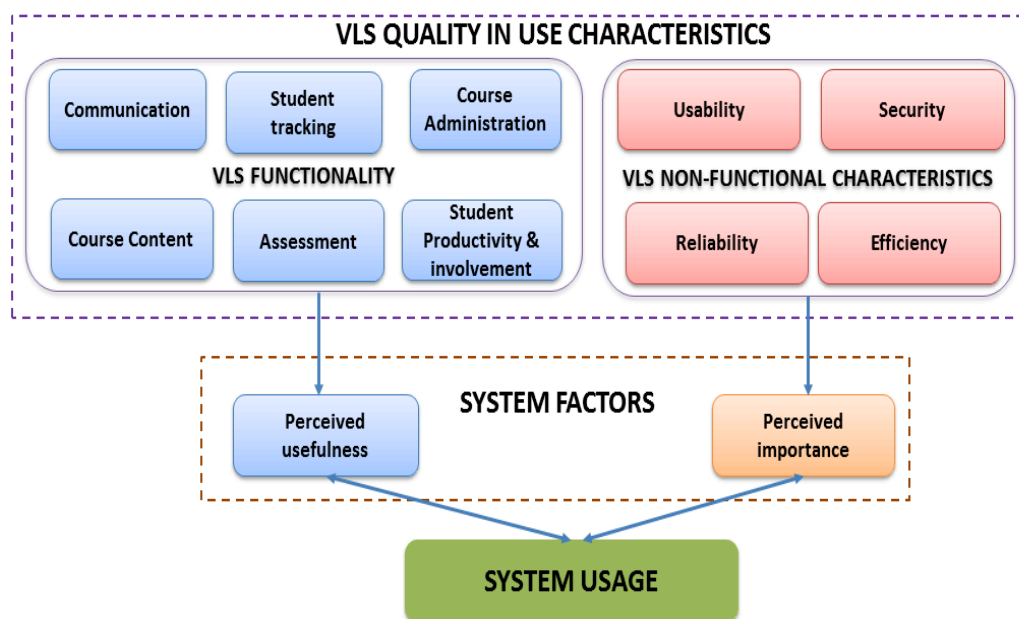 VLS QUALITY IN USE CHARACTERISTICS
Communication
Student
tracking
Course
Administration
VLS FUNCTIONALITY
Course Content
Assessment
Student
Productivity &
involvement
Usability
Security
VLS NON-FUNCTIONAL CHARACTERISTICS
Reliability
Efficiency
SYSTEM FACTORS
Perceived
usefulness
Perceived
importance
SYSTEM USAGE